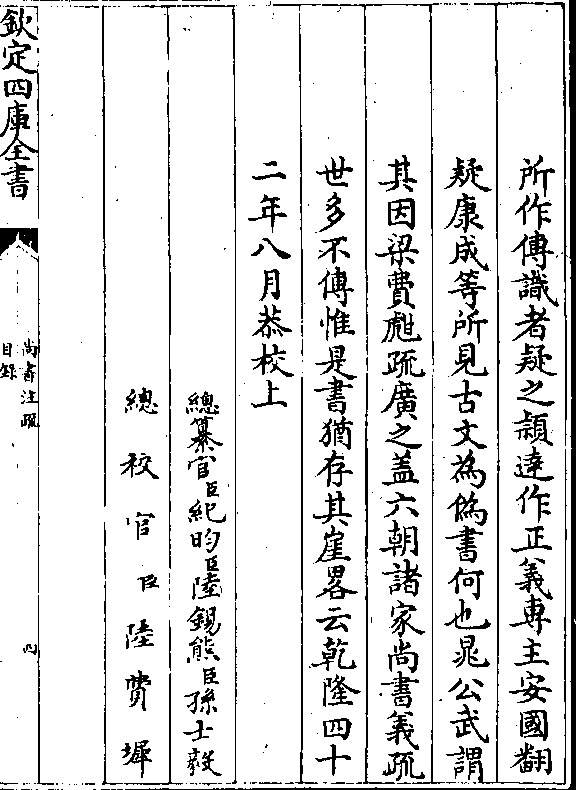 所作傳識者疑之頴達作正義専主安國翻
疑康成等所見古文為偽書何也晁公武謂
其因梁費甝疏廣之盖六朝諸家尚書義疏
世多不傳惟是書猶存其崖畧云乾隆四十
二年八月恭校上
總纂官臣紀昀臣陸錫熊臣孫士毅
總校官臣陸費墀
欽定四庫全書
尚書注疏
目録
四